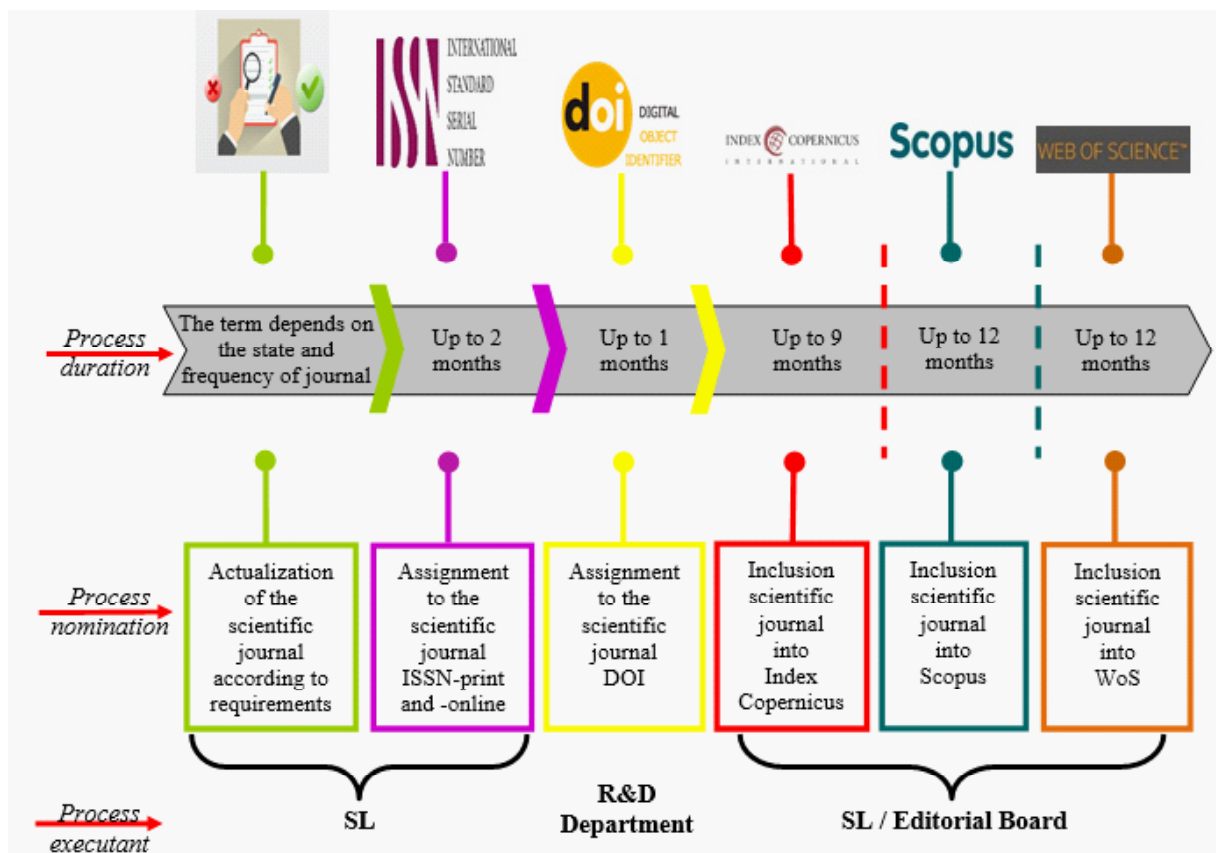 INTERNATIONAL
STANDARD
SERIAL
NUMBER
doi
DIGITAL
OBJECT
IDENTIFIER
INDEX COPERNICUS
INTERNATIONAL
Scopus
WEB OF SCIENCE™
Process
duration
The term depends on
the state and
frequency of journal
Up to 2
months
Up to 1
months
Up to 9
months
Up to 12
months
Up to 12
months
Process
nomination
Actualization
of the
scientific
journal
according to
requirements
Assignment
to the
scientific
journal
ISSN-print
and -online
Assignment
to the
scientific
journal
DOI
Inclusion
scientific
journal
into
Index
Copernicus
Inclusion
scientific
journal
into
Scopus
Inclusion
scientific
journal
into
WoS
Process
executant
SL
R&D
Department
SL / Editorial Board